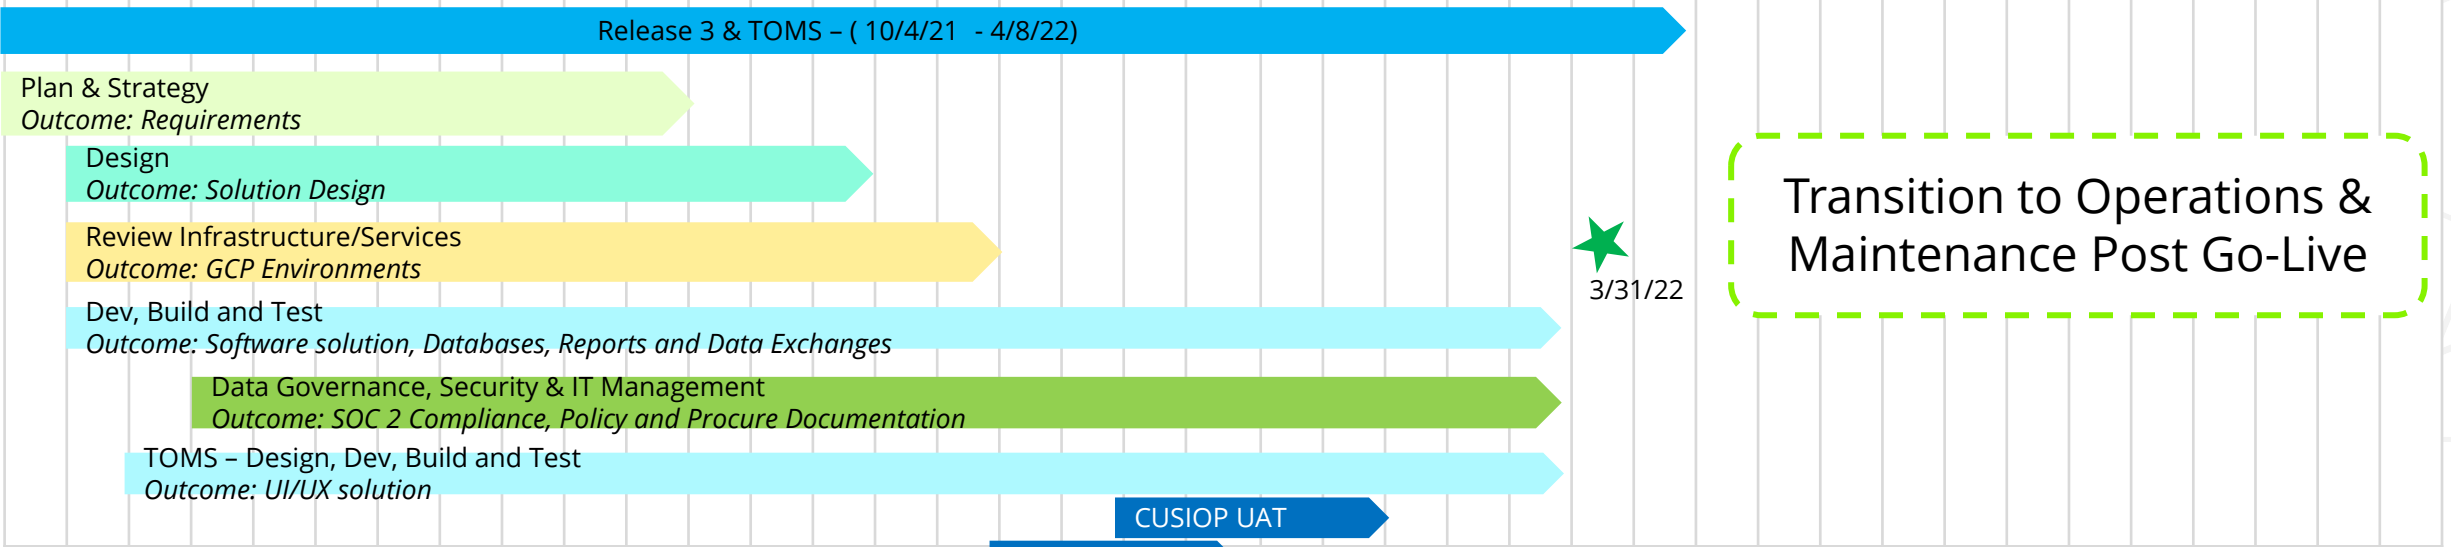 Release 3 & TOMS – ( 10/4/21 - 4/8/22)
Plan & Strategy
Outcome: Requirements
Design
Outcome: Solution Design
Review Infrastructure/Services
Outcome: GCP Environments
Dev, Build and Test
Outcome: Software solution, Databases, Reports and Data Exchanges
Data Governance, Security & IT Management
Outcome: SOC 2 Compliance, Policy and Procure Documentation
TOMS – Design, Dev, Build and Test
Outcome: UI/UX solution
CUSIOP UAT
3/31/22
Transition to Operations &
Maintenance Post Go-Live